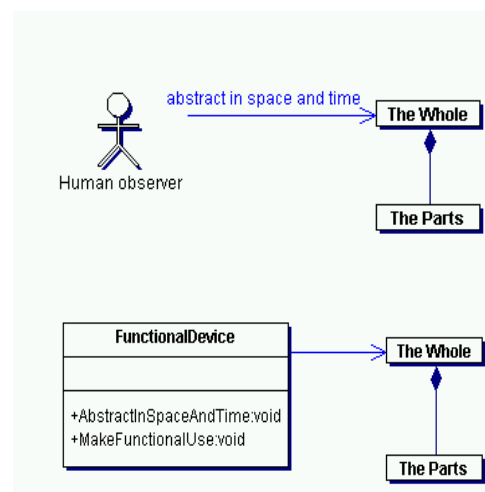 abstract in space and time
The Whole
Human observer
The Parts
FunctionalDevice
The Whole
+AbstractInSpaceAndTime:void
+MakeFunctionalUse:void
The Parts